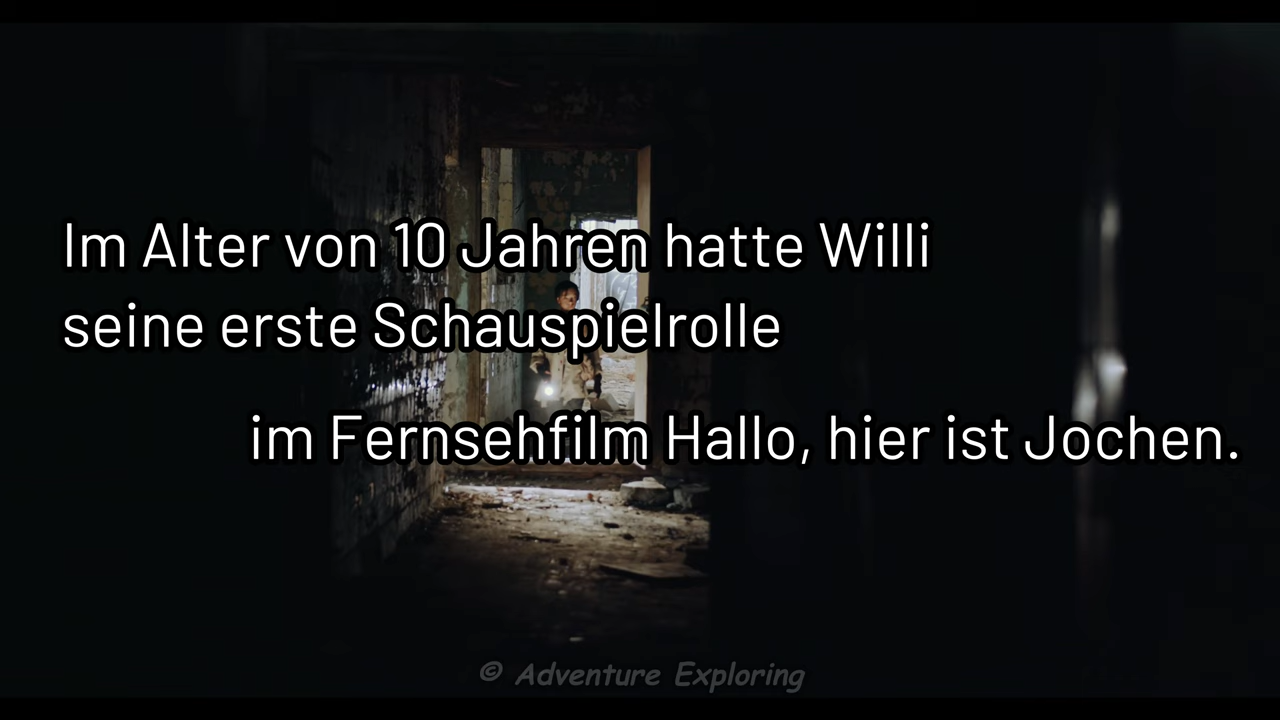 Im Alter von 10 Jahren hatte Willi
seine erste Schauspielrolle
im Fernsehfilm Hallo, hier ist Jochen.
© Adventure Exploring